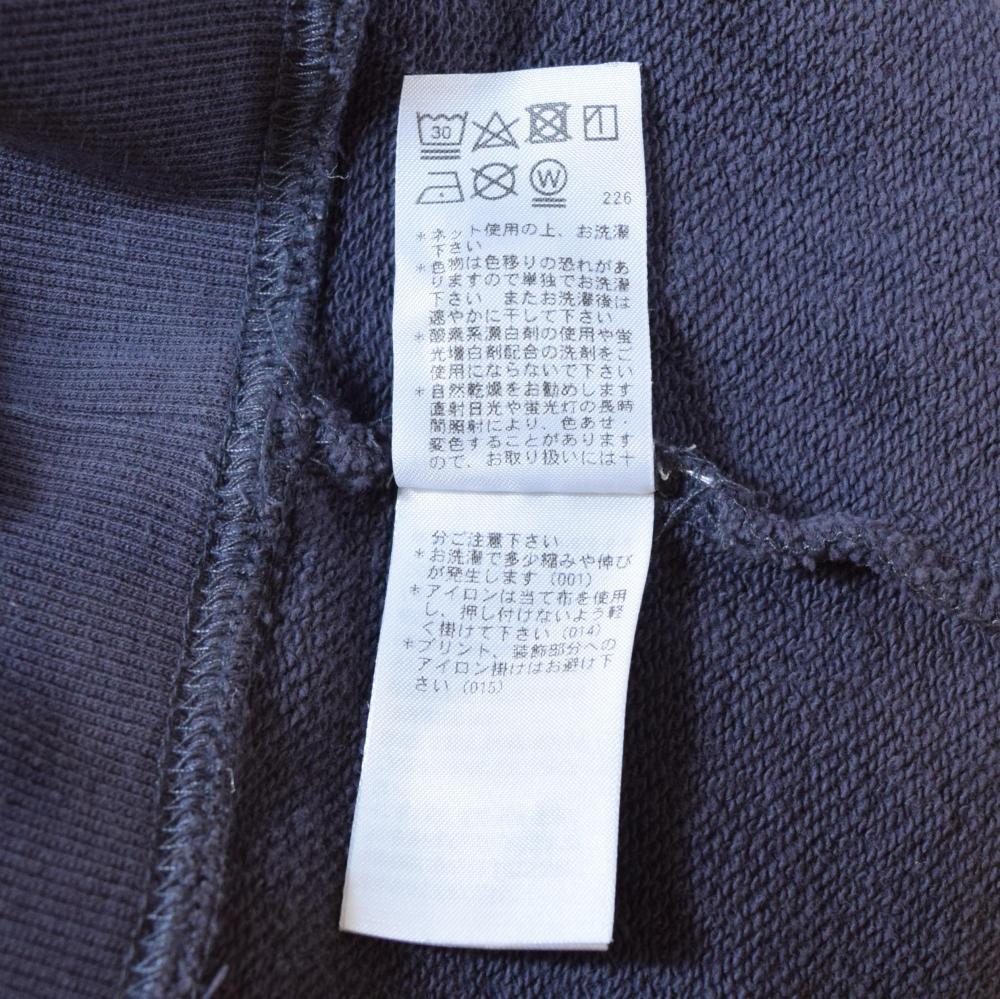 30
W
226
＊ネット使用の上、お洗濯
下さい
＊色物は色移りの恐れがあ
りますので単独でお洗濯
下さい　またお洗濯後は
速やかに干して下さい
＊酸素系漂白剤の使用や蛍
光増白剤配合の洗剤をご
使用にならないで下さい
＊自然乾燥をお勧めします
直射日光や蛍光灯の長時
間照射により、色あせ・
変色することがあります
ので、お取り扱いには十
分ご注意下さい
＊お洗濯で多少縮みや伸び
が発生します（001）
＊アイロンは当て布を使用
し、押し付けないよう軽
く掛けて下さい（014）
＊プリント、装飾部分への
アイロン掛けはお避け下
さい（015）